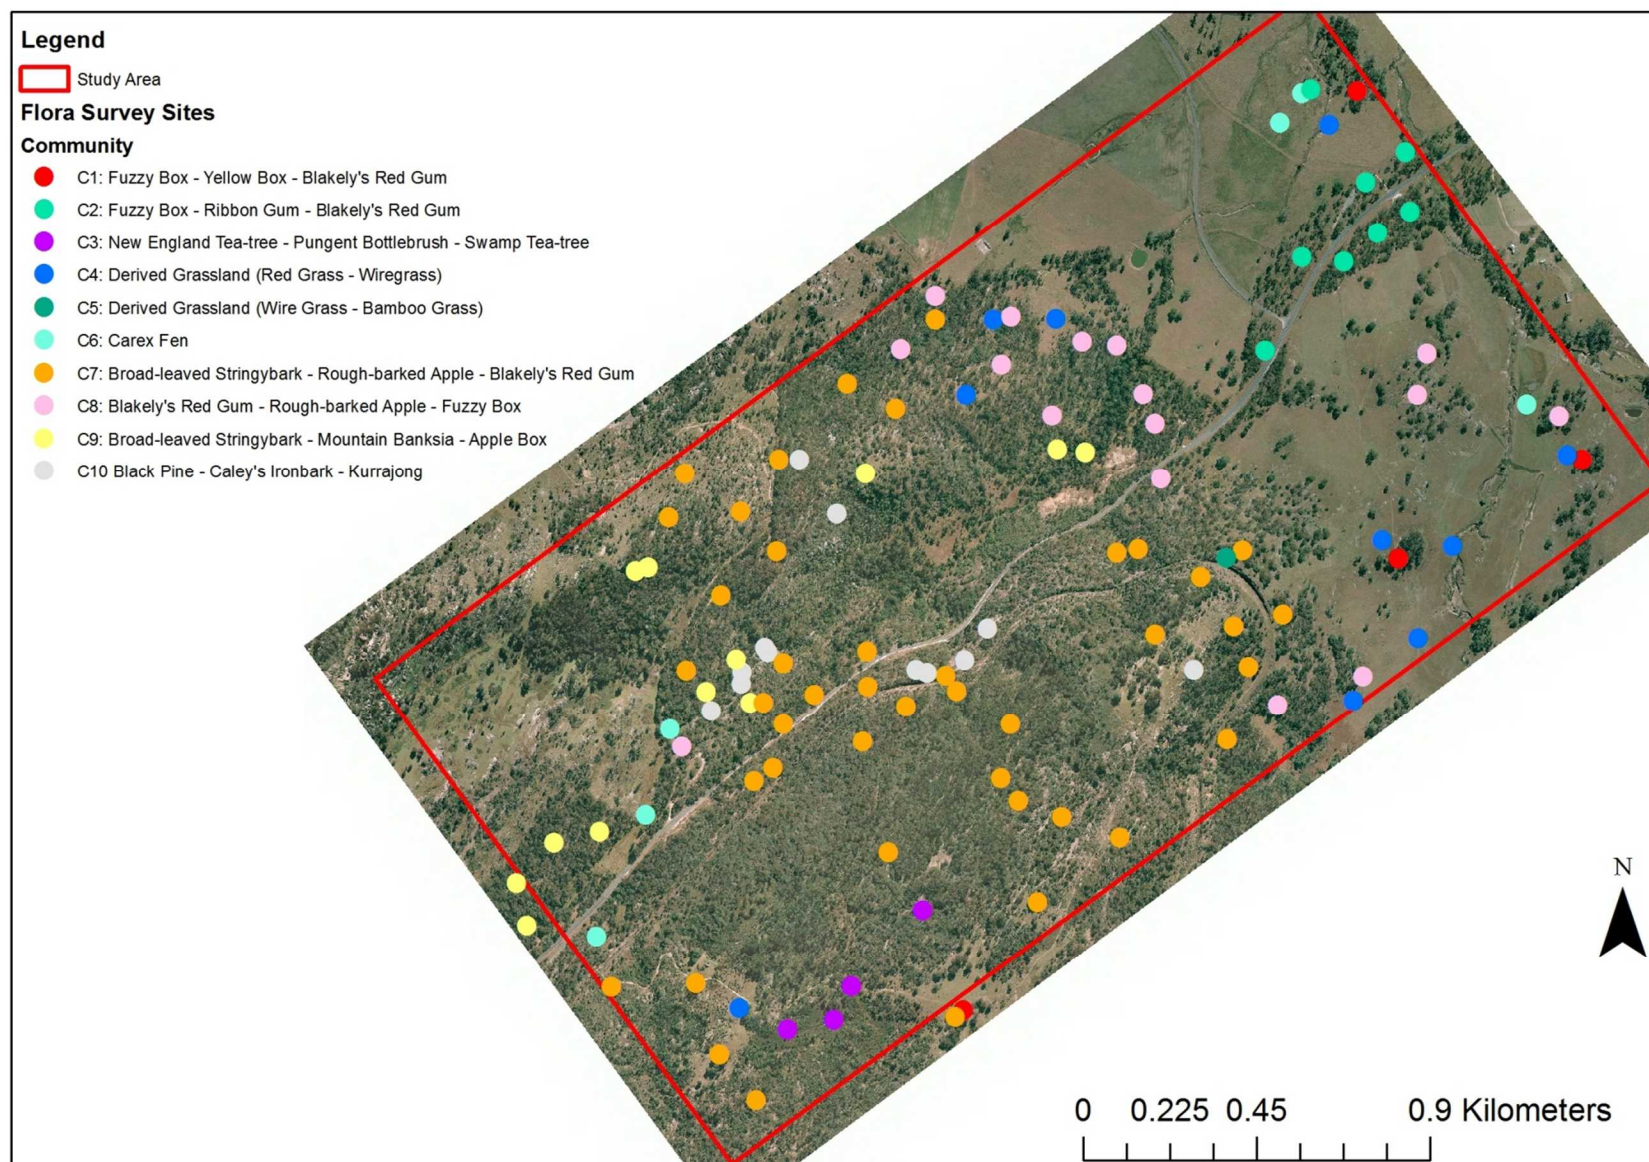 Legend
Study Area
Flora Survey Sites
Community
C1: Fuzzy Box - Yellow Box - Blakely's Red Gum
C2: Fuzzy Box - Ribbon Gum - Blakely's Red Gum
C3: New England Tea-tree - Pungent Bottlebrush - Swamp Tea-tree
C4: Derived Grassland (Red Grass - Wiregrass)
C5: Derived Grassland (Wire Grass - Bamboo Grass)
C6: Carex Fen
C7: Broad-leaved Stringybark - Rough-barked Apple - Blakely's Red Gum
C8: Blakely's Red Gum - Rough-barked Apple - Fuzzy Box
C9: Broad-leaved Stringybark - Mountain Banksia - Apple Box
C10 Black Pine - Caley's Ironbark - Kurrajong
N
0 0.225 0.45 0.9 Kilometers